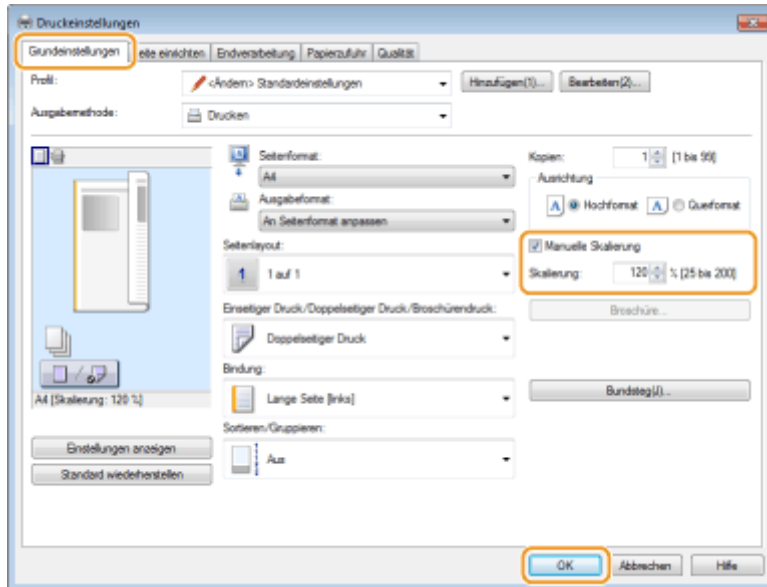 Druckeinstellungen
Grundeinstellungen eite einrichten Endverarbeitung Papierzufuhr Qualität
Profil: <Ändern> Standardeinstellungen Hinzufügen(1)... Bearbeiten(2)...
Ausgabemethode: Drucken
Seitenformat: Kopien: 1 [1 bis 99]
A4 Ausrichtung
Ausgabeformat: A Hochformat A Querformat
An Seitenformat anpassen
Seitenlayout: Manuelle Skalierung
1 1 auf 1 Skalierung: 120 % [25 bis 200]
Einseitiger Druck/Doppelseitiger Druck/Broschürendruck: Broschüre...
Doppelseitiger Druck
Bindung:
A4 [Skalierung: 120 %] Lange Seite [links] Bundsteg(J)...
Sortieren/Gruppieren:
Einstellungen anzeigen Aus
Standard wiederherstellen
OK Abbrechen Hilfe